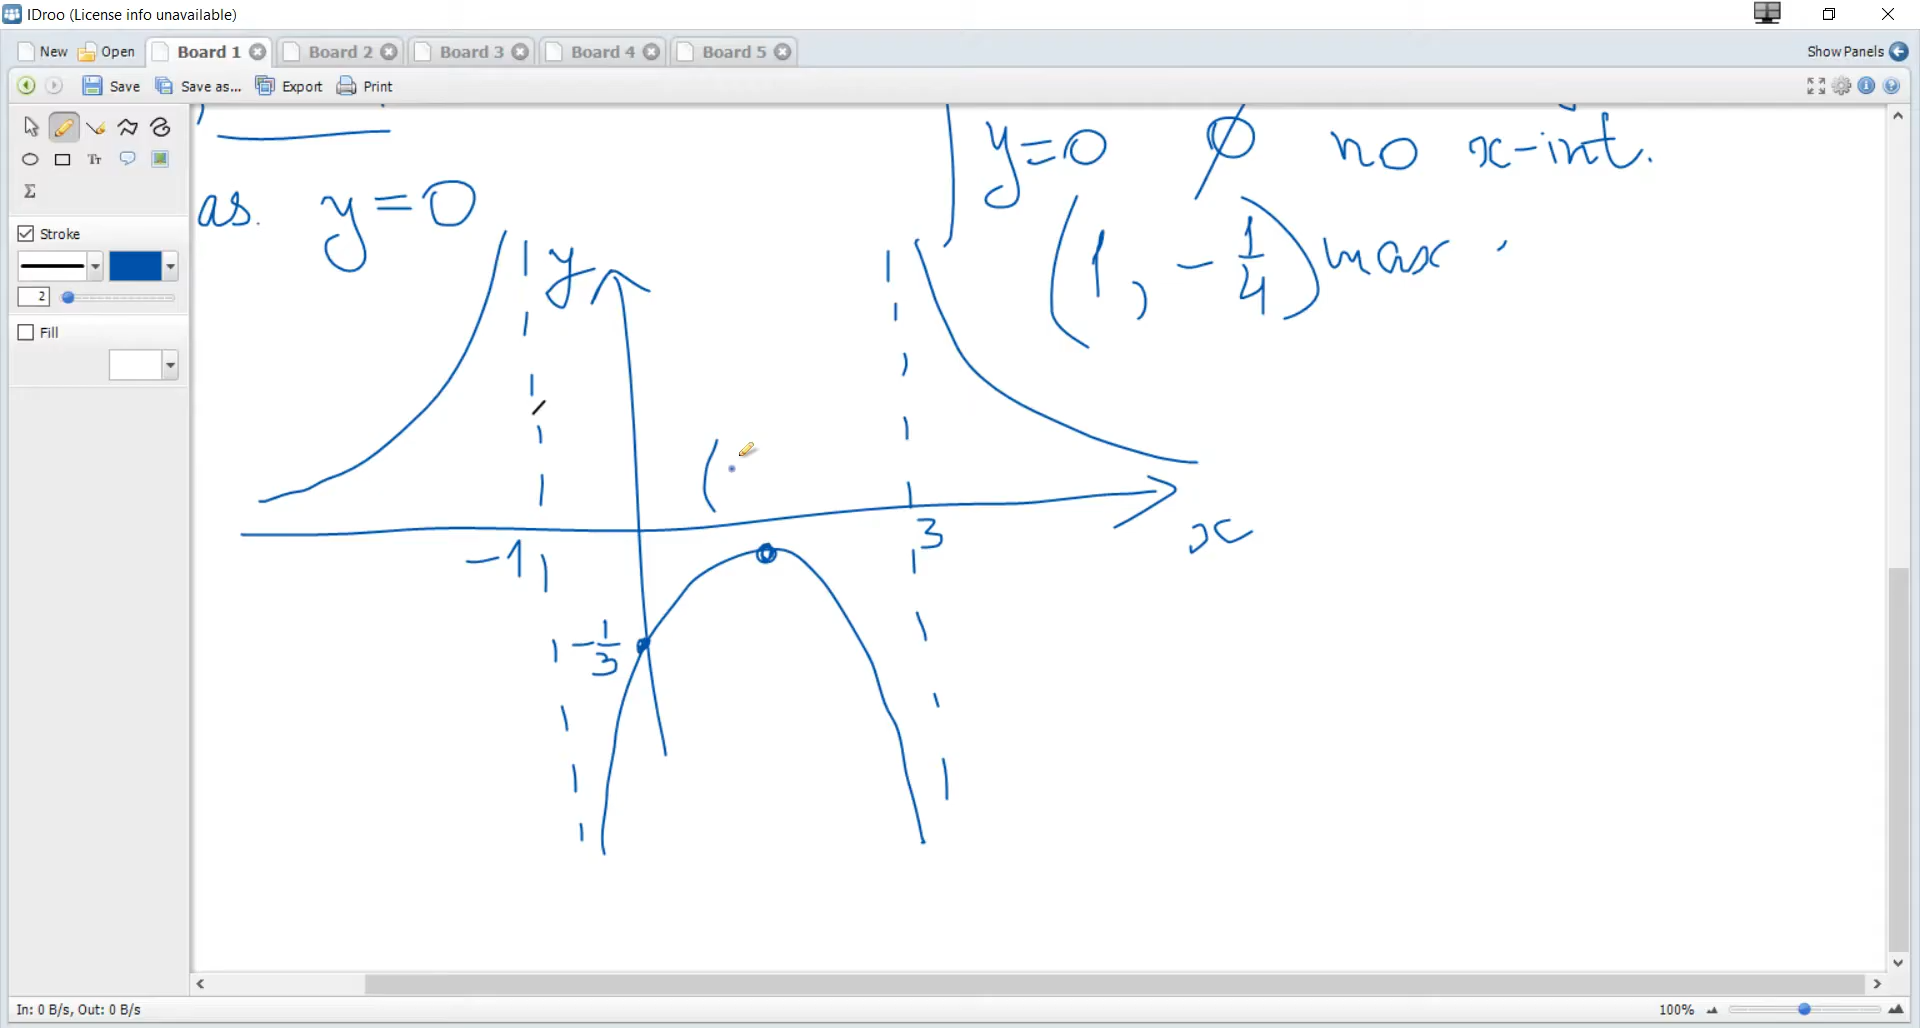 IDroo (License info unavailable)
New Open Board 1 Board 2 Board 3 Board 4 Board 5 Show Panels
Save Save as... Export Print
Tт
Σ
Stroke
2
Fill
y=0 ∅ no x-int.
as. y=0
(1, -1/4) max
y
(
-1
3
x
-1/3
In: 0 B/s, Out: 0 B/s 100%